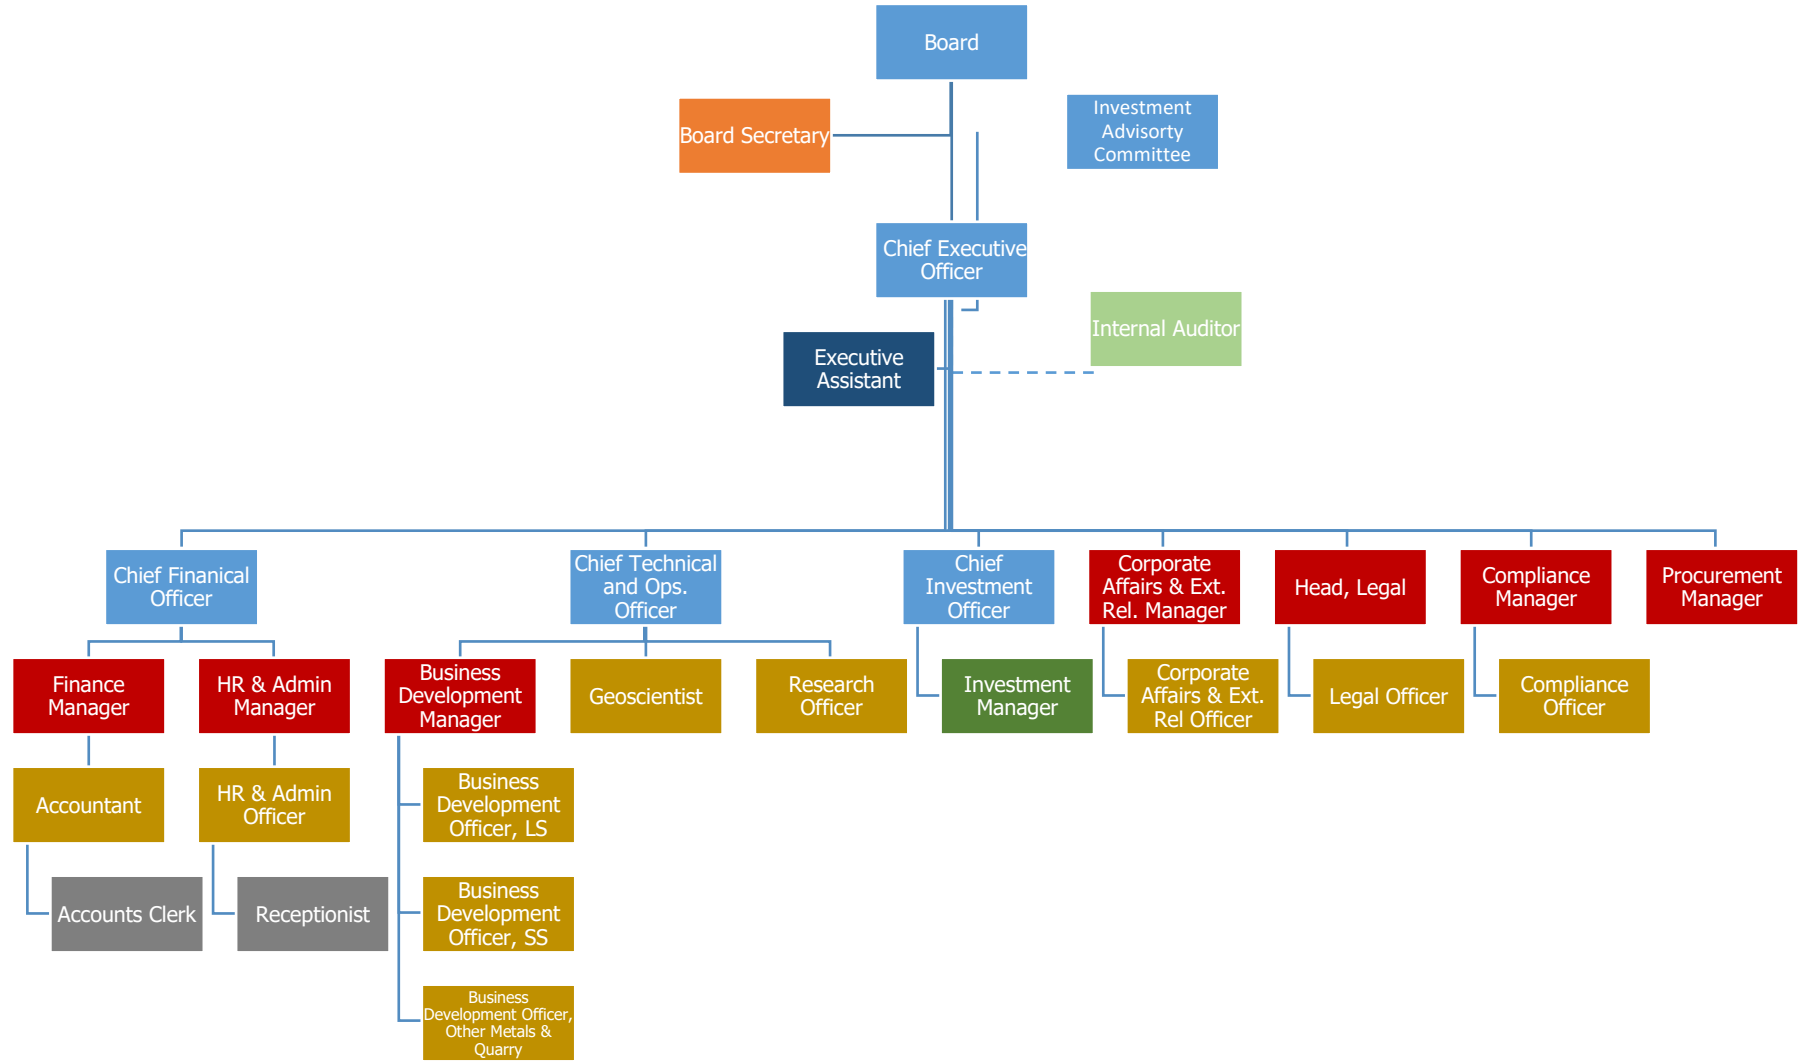 Board
Board Secretary
Investment
Advisorty
Committee
Chief Executive
Officer
Internal Auditor
Executive
Assistant
Chief Finanical
Officer
Chief Technical
and Ops.
Officer
Chief
Investment
Officer
Corporate
Affairs & Ext.
Rel. Manager
Head, Legal
Compliance
Manager
Procurement
Manager
Finance
Manager
HR & Admin
Manager
Business
Development
Manager
Geoscientist
Research
Officer
Investment
Manager
Corporate
Affairs & Ext.
Rel Officer
Legal Officer
Compliance
Officer
Accountant
HR & Admin
Officer
Business
Development
Officer, LS
Accounts Clerk
Receptionist
Business
Development
Officer, SS
Business
Development Officer,
Other Metals &
Quarry